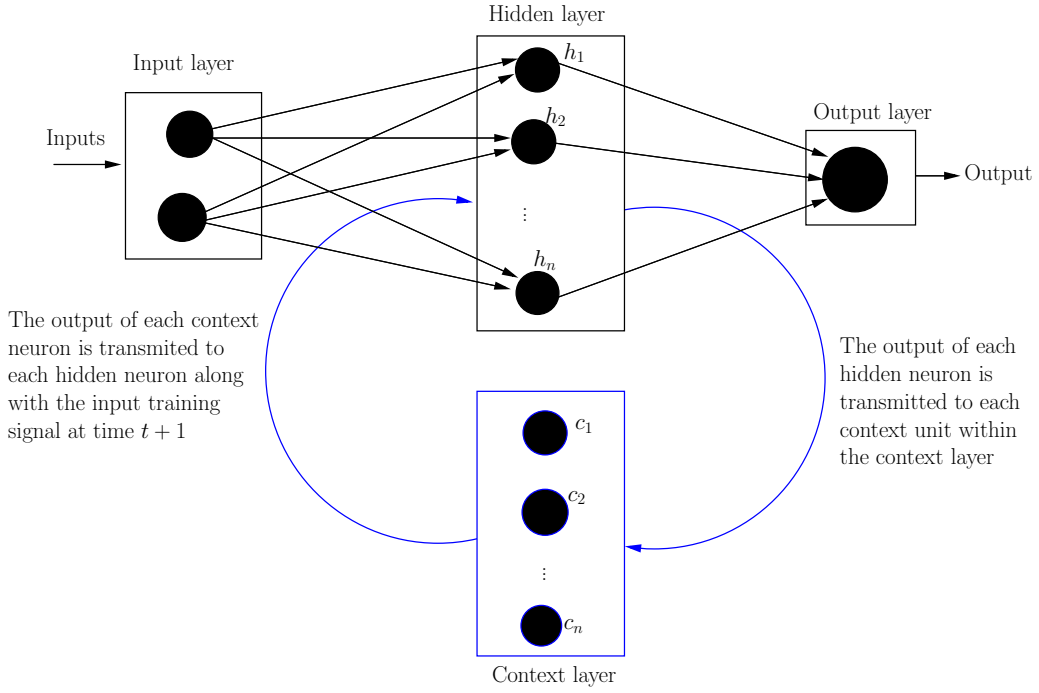 Hidden layer
Input layer
Inputs
h₁
h₂
⋮
hₙ
Output layer
Output
The output of each context
neuron is transmited to
each hidden neuron along
with the input training
signal at time t + 1
The output of each
hidden neuron is
transmitted to each
context unit within
the context layer
c₁
c₂
⋮
cₙ
Context layer